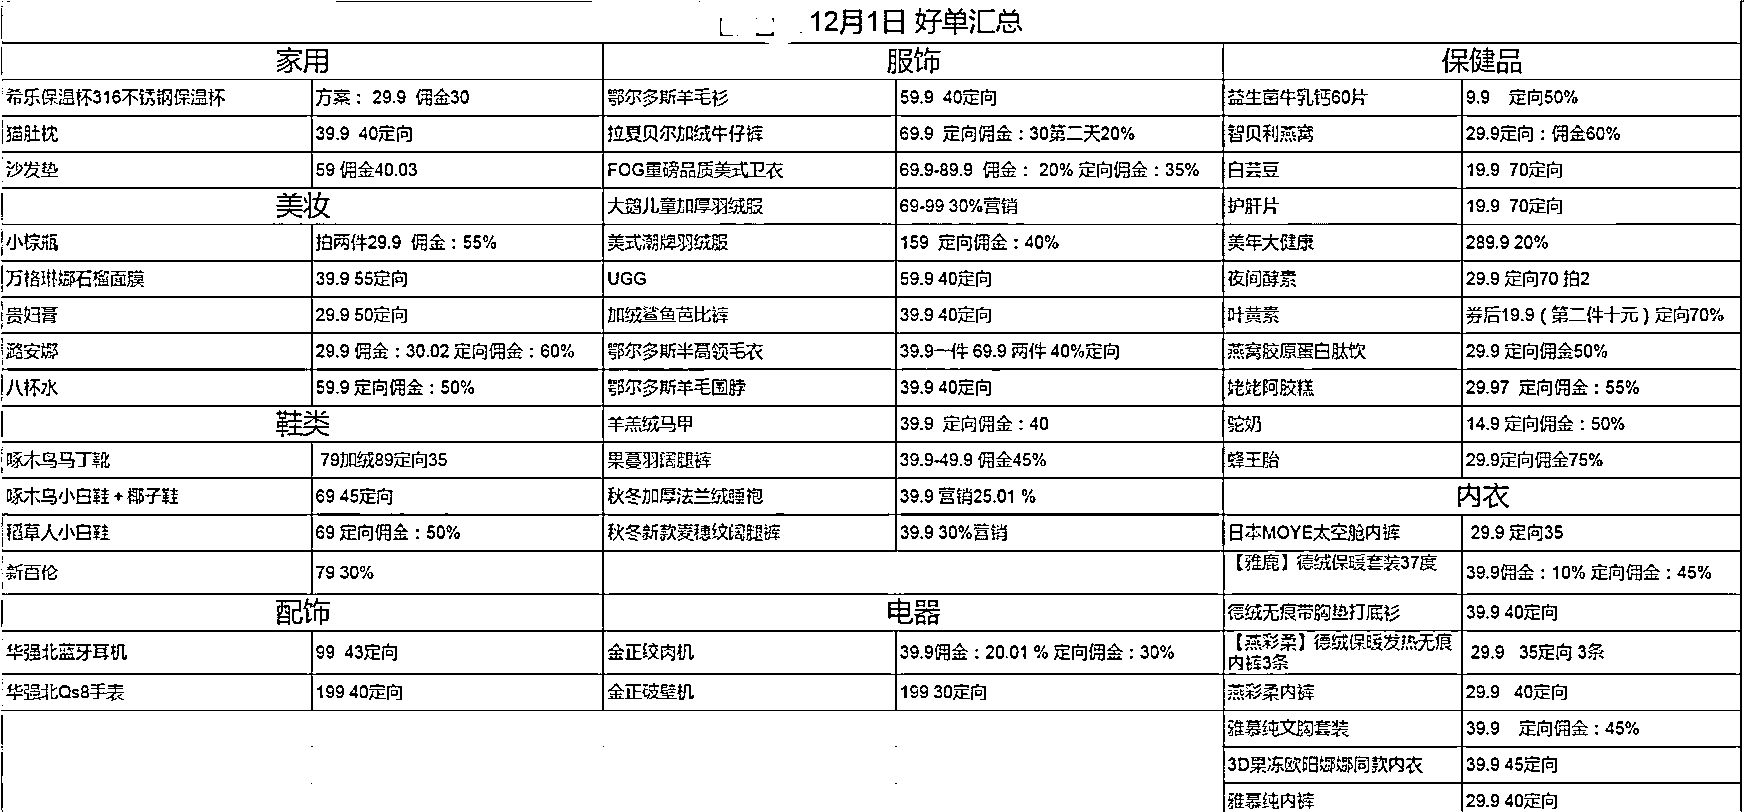 12月1日 好单汇总
家用 服饰 保健品
希乐保温杯316不锈钢保温杯 方案： 29.9 佣金30 鄂尔多斯羊毛衫 59.9 40定向 益生菌牛乳钙60片 9.9 定向50%
猫肚枕 39.9 40定向 拉夏贝尔加绒牛仔裤 69.9 定向佣金：30第二天20% 智贝利燕窝 29.9定向：佣金60%
沙发垫 59 佣金40.03 FOG重磅品质美式卫衣 69.9-89.9 佣金： 20% 定向佣金：35% 白芸豆 19.9 70定向
美妆 大鹅儿童加厚羽绒服 69-99 30%营销 护肝片 19.9 70定向
小棕瓶 拍两件29.9 佣金：55% 美式潮牌羽绒服 159 定向佣金：40% 美年大健康 289.9 20%
万格琳娜石榴面膜 39.9 55定向 UGG 59.9 40定向 夜间酵素 29.9 定向70 拍2
贵妇膏 29.9 50定向 加绒鲨鱼芭比裤 39.9 40定向 叶黄素 券后19.9（第二件十元）定向70%
潞安娜 29.9 佣金：30.02 定向佣金：60% 鄂尔多斯半高领毛衣 39.9一件 69.9 两件 40%定向 燕窝胶原蛋白肽饮 29.9 定向佣金50%
八杯水 59.9 定向佣金：50% 鄂尔多斯羊毛围脖 39.9 40定向 姥姥阿胶糕 29.97 定向佣金：55%
鞋类 羊羔绒马甲 39.9 定向佣金：40 驼奶 14.9 定向佣金：50%
啄木鸟马丁靴 79加绒89定向35 果蔓羽阔腿裤 39.9-49.9 佣金45% 蜂王胎 29.9定向佣金75%
啄木鸟小白鞋 + 椰子鞋 69 45定向 秋冬加厚法兰绒睡袍 39.9 营销25.01 % 内衣
稻草人小白鞋 69 定向佣金：50% 秋冬新款麦穗纹阔腿裤 39.9 30%营销 日本MOYE太空舱内裤 29.9 定向35
新百伦 79 30% 【雅鹿】德绒保暖套装37度 39.9佣金：10% 定向佣金：45%
配饰 电器 德绒无痕带胸垫打底衫 39.9 40定向
华强北蓝牙耳机 99 43定向 金正绞肉机 39.9佣金：20.01 % 定向佣金：30% 【燕彩柔】德绒保暖发热无痕
内裤3条 29.9 35定向 3条
华强北Qs8手表 199 40定向 金正破壁机 199 30定向 燕彩柔内裤 29.9 40定向
雅慕纯文胸套装 39.9 定向佣金：45%
3D果冻欧阳娜娜同款内衣 39.9 45定向
雅慕纯内裤 29.9 40定向